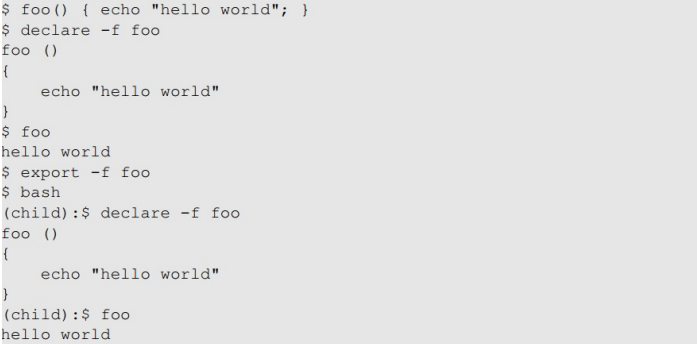 $ foo() { echo "hello world"; }
$ declare -f foo
foo ()
{
    echo "hello world"
}
$ foo
hello world
$ export -f foo
$ bash
(child):$ declare -f foo
foo ()
{
    echo "hello world"
}
(child):$ foo
hello world